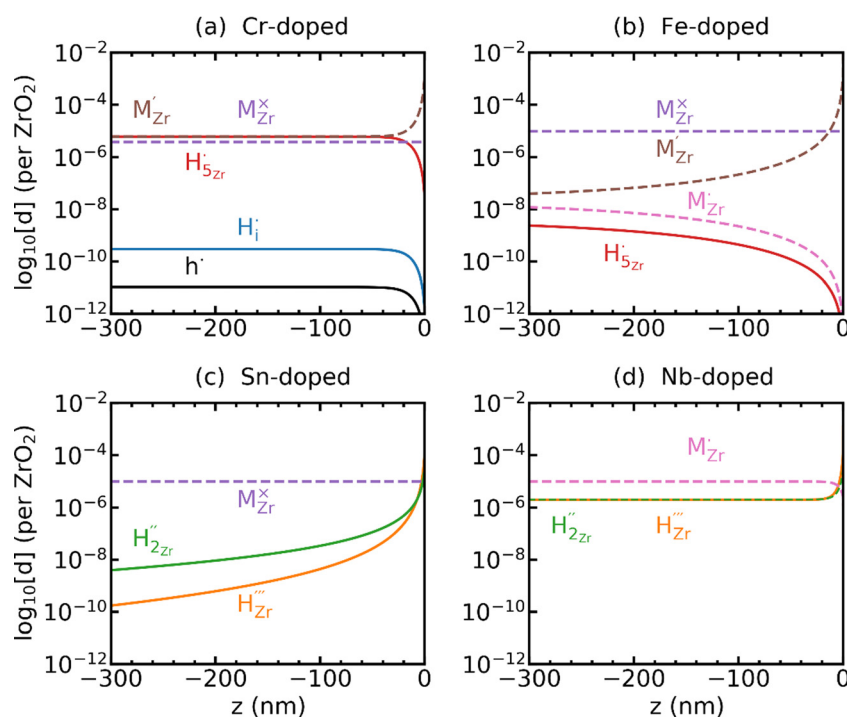 (a) Cr-doped
(b) Fe-doped
log₁₀[d] (per ZrO₂)
10⁻²
10⁻⁴
10⁻⁶
10⁻⁸
10⁻¹⁰
10⁻¹²
M′Zr
M×Zr
H·5Zr
H·i
h·
−300 −200 −100 0
10⁻²
10⁻⁴
10⁻⁶
10⁻⁸
10⁻¹⁰
10⁻¹²
M×Zr
M′Zr
M·Zr
H·5Zr
−300 −200 −100 0
(c) Sn-doped
(d) Nb-doped
log₁₀[d] (per ZrO₂)
10⁻²
10⁻⁴
10⁻⁶
10⁻⁸
10⁻¹⁰
10⁻¹²
M×Zr
H″2Zr
H‴Zr
−300 −200 −100 0
z (nm)
10⁻²
10⁻⁴
10⁻⁶
10⁻⁸
10⁻¹⁰
10⁻¹²
M·Zr
H″2Zr
H‴Zr
−300 −200 −100 0
z (nm)